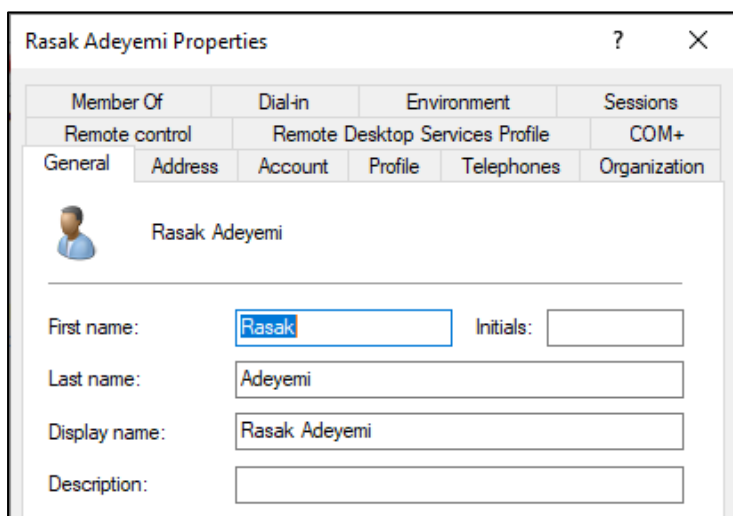 Rasak Adeyemi Properties ?
Member Of Dial-in Environment Sessions
Remote control Remote Desktop Services Profile COM+
General Address Account Profile Telephones Organization
Rasak Adeyemi
First name: Rasak Initials:
Last name: Adeyemi
Display name: Rasak Adeyemi
Description: